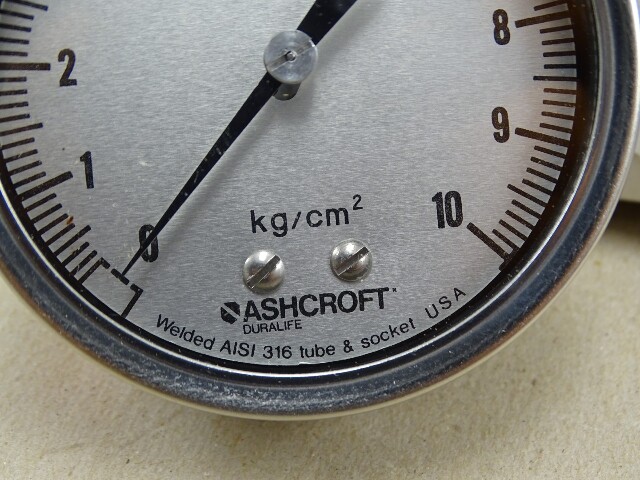 8
2
9
1
10
0
kg/cm²
ASHCROFT
DURALIFE
Welded AISI 316 tube & socket USA